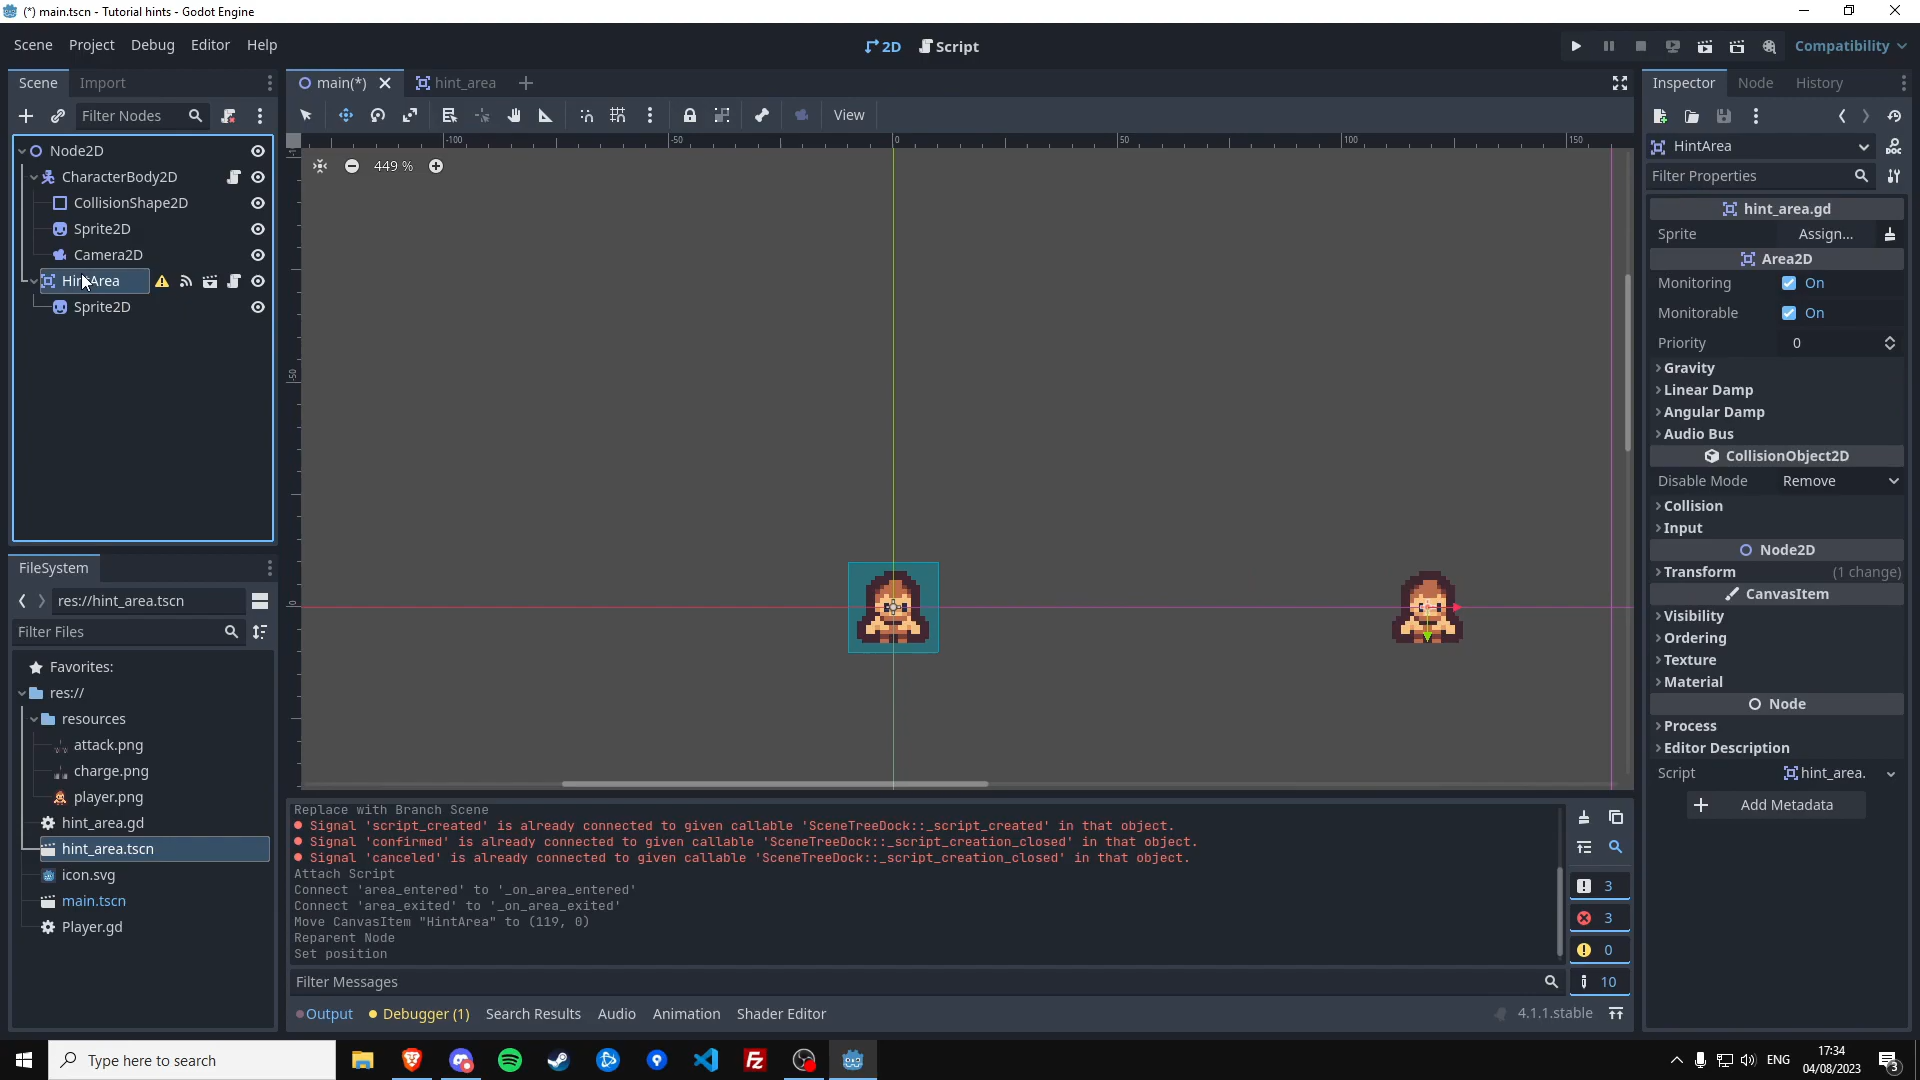 (*) main.tscn - Tutorial hints - Godot Engine
Scene Project Debug Editor Help
2D Script
Compatibility
Scene Import
main(*) hint_area
Inspector Node History
Filter Nodes
View
Node2D
CharacterBody2D
CollisionShape2D
Sprite2D
Camera2D
HintArea
Sprite2D
-100 -50 0 50 100 150
449 %
50
0
HintArea
Filter Properties
hint_area.gd
Sprite Assign...
Area2D
Monitoring On
Monitorable On
Priority 0
Gravity
Linear Damp
Angular Damp
Audio Bus
CollisionObject2D
Disable Mode Remove
Collision
Input
Node2D
Transform (1 change)
CanvasItem
Visibility
Ordering
Texture
Material
Node
Process
Editor Description
Script hint_area.
Add Metadata
FileSystem
res://hint_area.tscn
Filter Files
Favorites:
res://
resources
attack.png
charge.png
player.png
hint_area.gd
hint_area.tscn
icon.svg
main.tscn
Player.gd
Replace with Branch Scene
Signal 'script_created' is already connected to given callable 'SceneTreeDock::_script_created' in that object.
Signal 'confirmed' is already connected to given callable 'SceneTreeDock::_script_creation_closed' in that object.
Signal 'canceled' is already connected to given callable 'SceneTreeDock::_script_creation_closed' in that object.
Attach Script
Connect 'area_entered' to '_on_area_entered'
Connect 'area_exited' to '_on_area_exited'
Move CanvasItem "HintArea" to (119, 0)
Reparent Node
Set position
3
3
0
10
Filter Messages
Output Debugger (1) Search Results Audio Animation Shader Editor
4.1.1.stable
Type here to search
ENG
17:34
04/08/2023
3